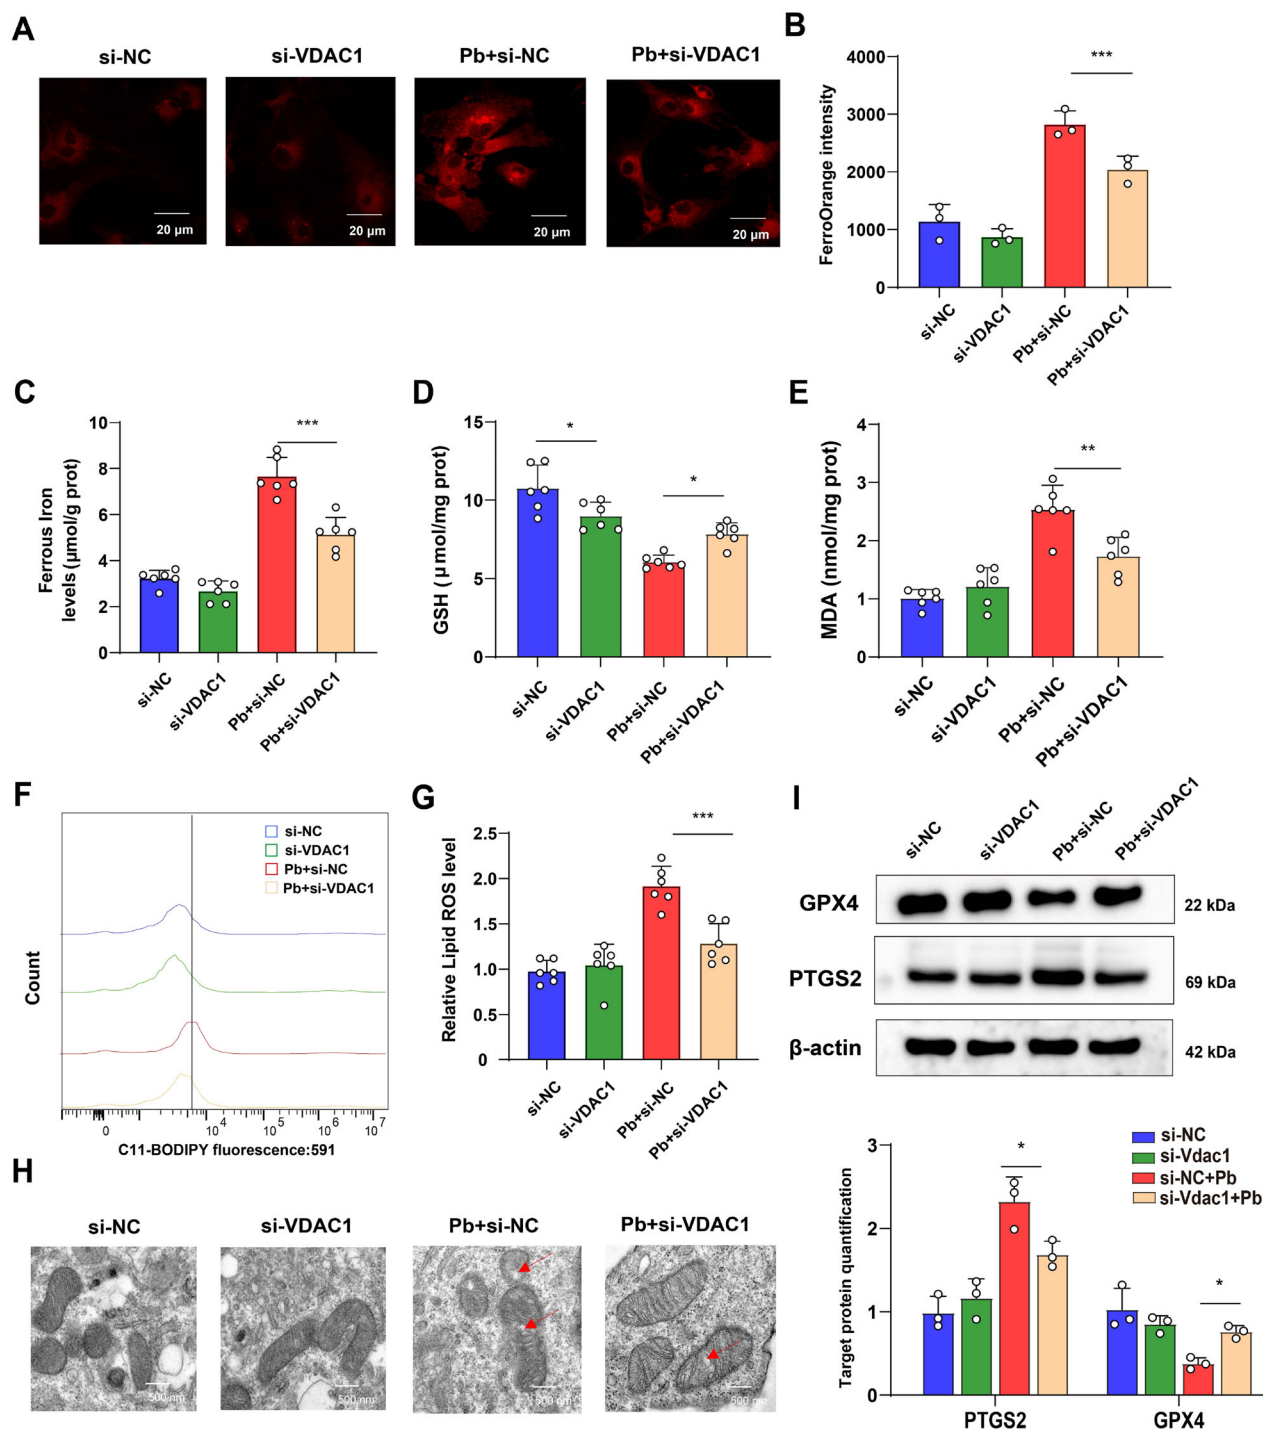 A
si-NC
si-VDAC1
Pb+si-NC
Pb+si-VDAC1
20 µm
20 µm
20 µm
20 µm
B
FerroOrange intensity
4000
3000
2000
1000
0
***
si-NC
si-VDAC1
Pb+si-NC
Pb+si-VDAC1
C
Ferrous Iron
levels (µmol/g prot)
10
8
6
4
2
0
***
si-NC
si-VDAC1
Pb+si-NC
Pb+si-VDAC1
D
GSH ( µ mol/mg prot)
15
10
5
0
*
*
si-NC
si-VDAC1
Pb+si-NC
Pb+si-VDAC1
E
MDA (nmol/mg prot)
4
3
2
1
0
**
si-NC
si-VDAC1
Pb+si-NC
Pb+si-VDAC1
F
Count
si-NC
si-VDAC1
Pb+si-NC
Pb+si-VDAC1
0
10^4
10^5
10^6
10^7
C11-BODIPY fluorescence:591
G
Relative Lipid ROS level
2.5
2.0
1.5
1.0
0.5
0
***
si-NC
si-VDAC1
Pb+si-NC
Pb+si-VDAC1
H
si-NC
si-VDAC1
Pb+si-NC
Pb+si-VDAC1
500 nm
500 nm
500 nm
500 nm
I
si-NC
si-VDAC1
Pb+si-NC
Pb+si-VDAC1
GPX4
22 kDa
PTGS2
69 kDa
β-actin
42 kDa
Target protein quantification
3
2
1
0
*
*
si-NC
si-Vdac1
si-NC+Pb
si-Vdac1+Pb
PTGS2
GPX4